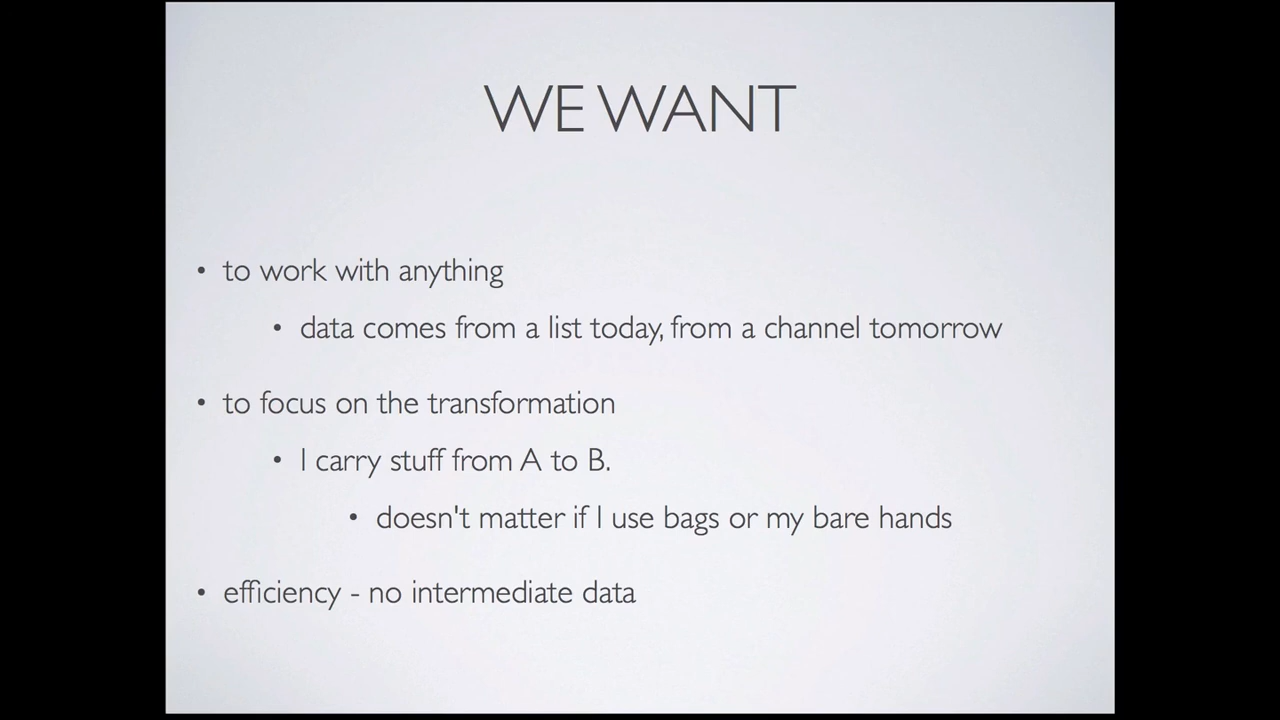 WE WANT
• to work with anything
• data comes from a list today, from a channel tomorrow
• to focus on the transformation
• I carry stuff from A to B.
• doesn't matter if I use bags or my bare hands
• efficiency - no intermediate data